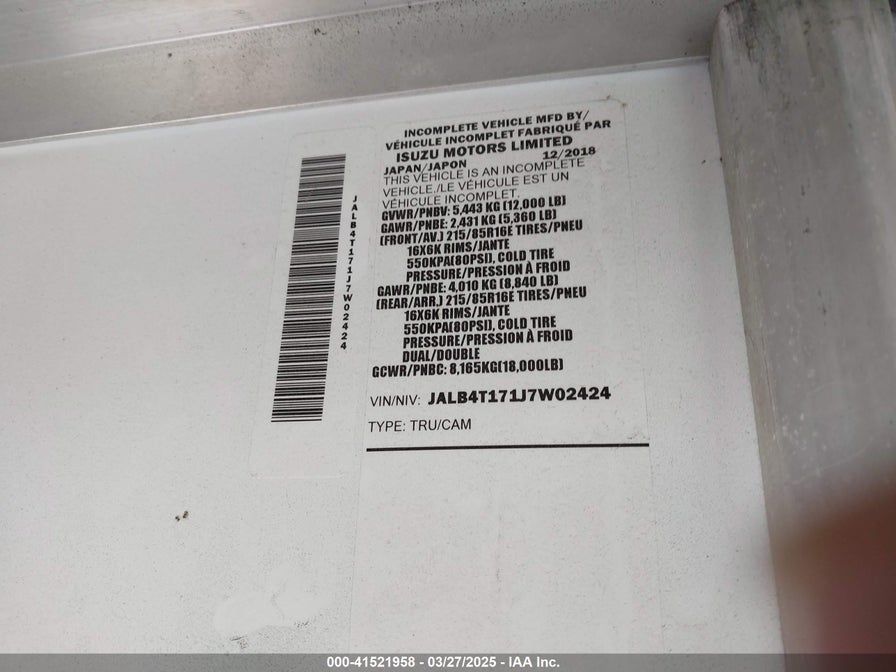 INCOMPLETE VEHICLE MFD BY/
VÉHICULE INCOMPLET FABRIQUÉ PAR
ISUZU MOTORS LIMITED
JAPAN/JAPON 12/2018
THIS VEHICLE IS AN INCOMPLETE
VEHICLE./LE VÉHICULE EST UN
VÉHICULE INCOMPLET.
GVWR/PNBV: 5,443 KG (12,000 LB)
GAWR/PNBE: 2,431 KG (5,360 LB)
(FRONT/AV.) 215/85R16E TIRES/PNEU
16X6K RIMS/JANTE
550KPA(80PSI), COLD TIRE
PRESSURE/PRESSION À FROID
GAWR/PNBE: 4,010 KG (8,840 LB)
(REAR/ARR.) 215/85R16E TIRES/PNEU
16X6K RIMS/JANTE
550KPA(80PSI), COLD TIRE
PRESSURE/PRESSION À FROID
DUAL/DOUBLE
GCWR/PNBC: 8,165KG(18,000LB)
VIN/NIV: JALB4T171J7W02424
TYPE: TRU/CAM
JALB4T171J7W02424
000-41521958 - 03/27/2025 - IAA Inc.